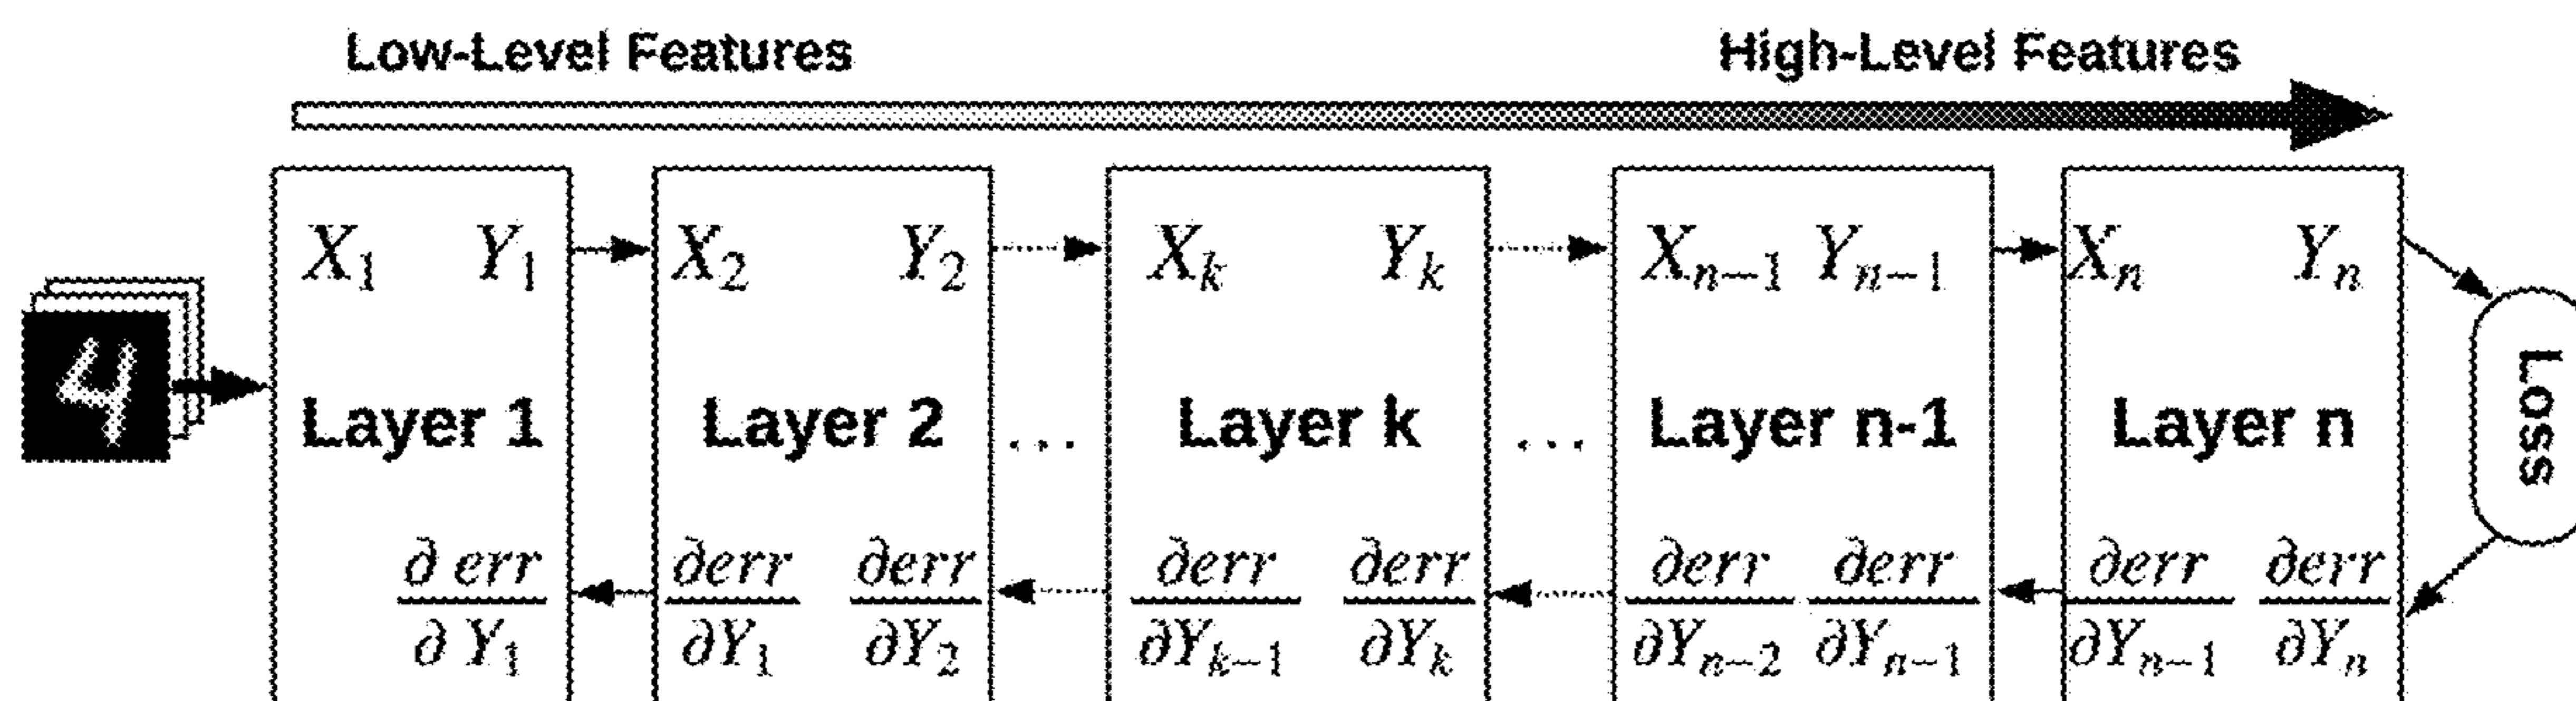 Low-Level Features High-Level Features
X₁ Y₁ X₂ Y₂ Xₖ Yₖ Xₙ₋₁ Yₙ₋₁ Xₙ Yₙ
4
Layer 1 Layer 2 ... Layer k ... Layer n-1 Layer n
Loss
∂ err ∂err ∂err ∂err ∂err ∂err ∂err ∂err ∂err
∂ Y₁ ∂Y₁ ∂Y₂ ∂Yₖ₋₁ ∂Yₖ ∂Yₙ₋₂ ∂Yₙ₋₁ ∂Yₙ₋₁ ∂Yₙ